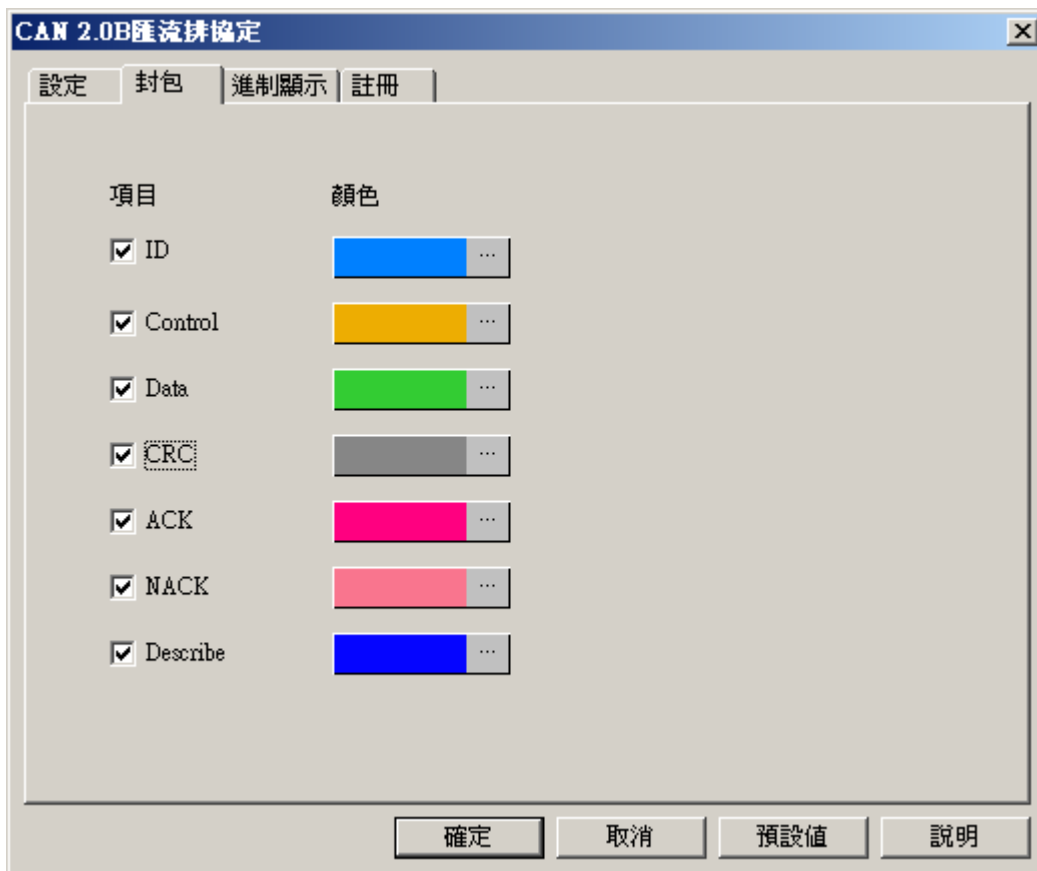 CAN 2.0B匯流排協定
設定 封包 進制顯示 註冊
項目 顏色
ID ...
Control ...
Data ...
CRC ...
ACK ...
NACK ...
Describe ...
確定 取消 預設值 說明